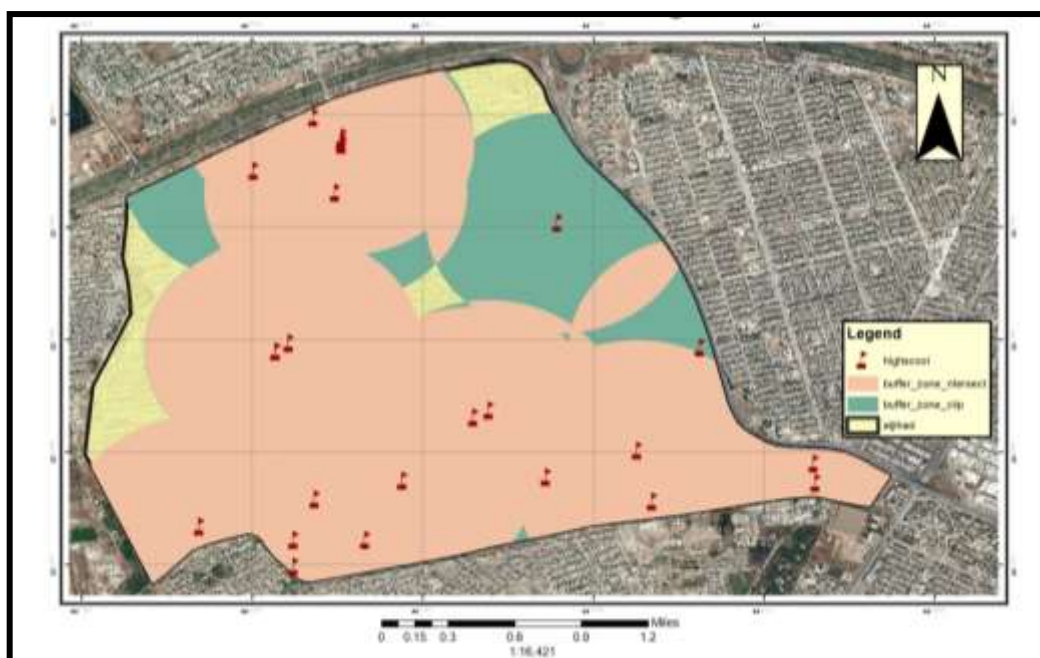 N
Legend
highscool
buffer_zone_intersect
buffer_zone_clip
Miles
0 0.15 0.3 0.6 0.9 1.2
1:16,421